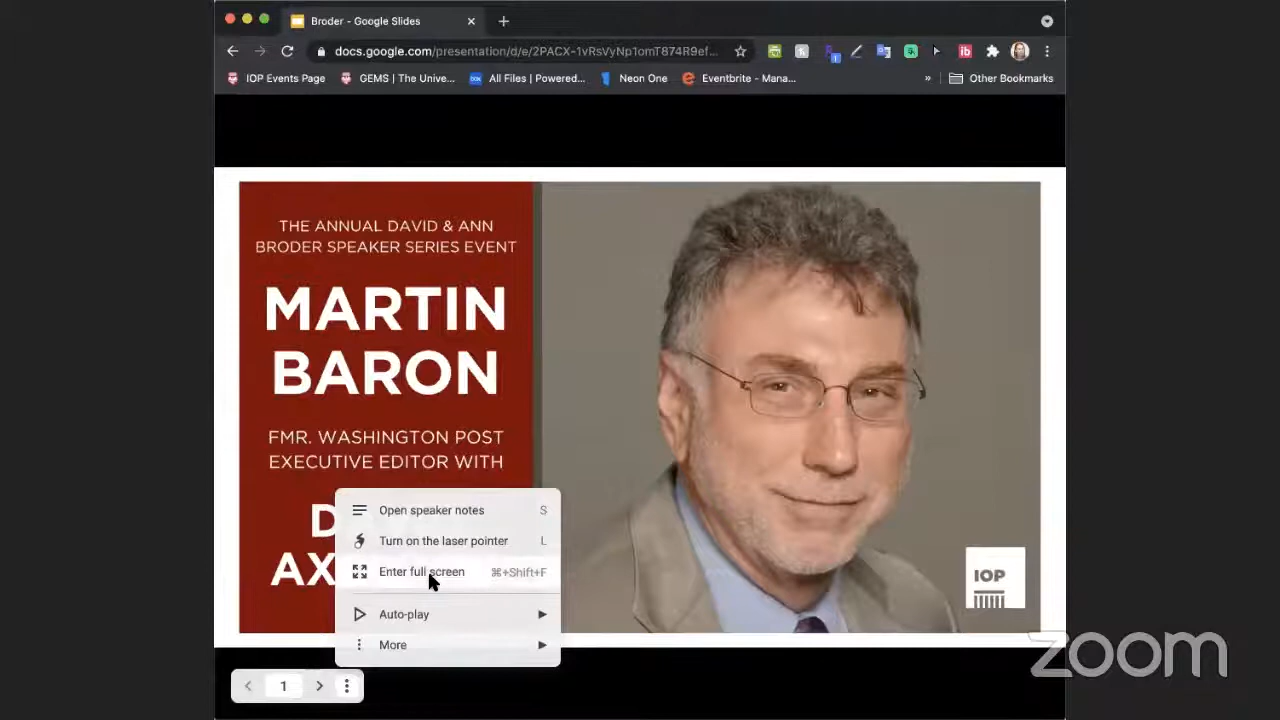 Broder - Google Slides
docs.google.com/presentation/d/e/2PACX-1vRsVyNp1omT874R9ef...
IOP Events Page
GEMS | The Unive...
All Files | Powered...
Neon One
Eventbrite - Mana...
»
Other Bookmarks
THE ANNUAL DAVID & ANN
BRODER SPEAKER SERIES EVENT
MARTIN
BARON
FMR. WASHINGTON POST
EXECUTIVE EDITOR WITH
Open speaker notes S
Turn on the laser pointer L
Enter full screen ⌘+Shift+F
Auto-play
More
IOP
1
zoom